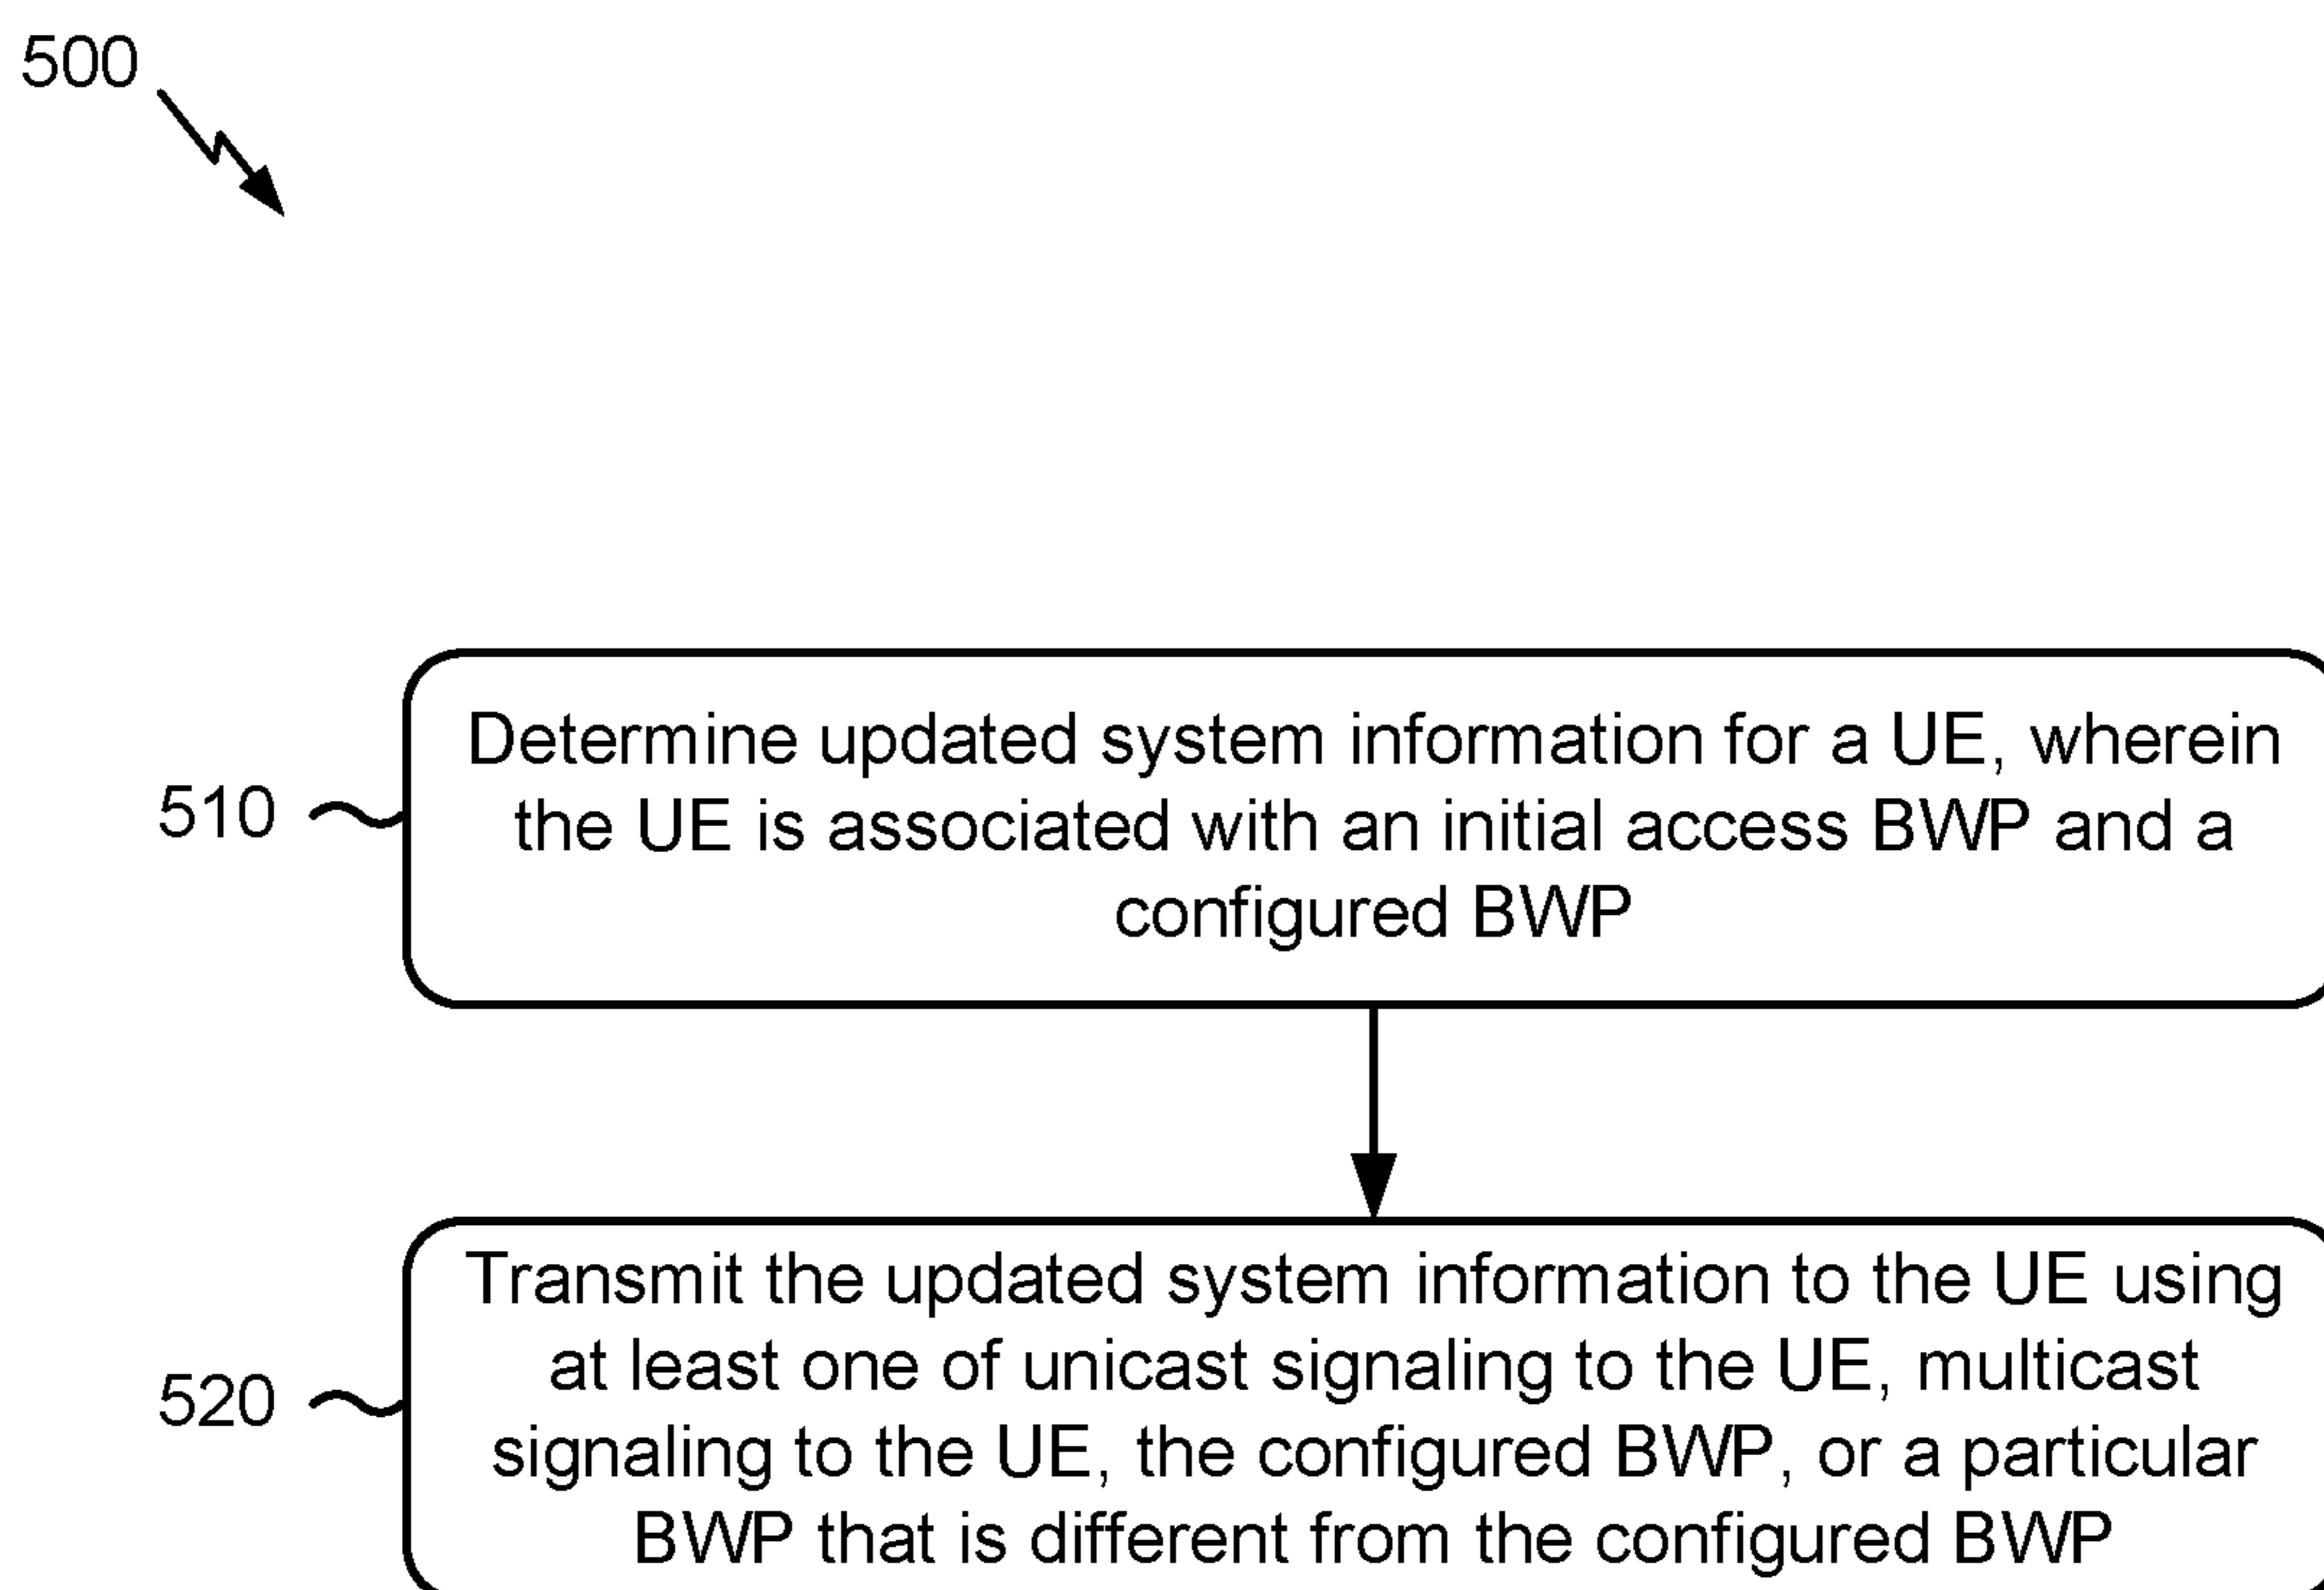 500
510
Determine updated system information for a UE, wherein
the UE is associated with an initial access BWP and a
configured BWP
520
Transmit the updated system information to the UE using
at least one of unicast signaling to the UE, multicast
signaling to the UE, the configured BWP, or a particular
BWP that is different from the configured BWP